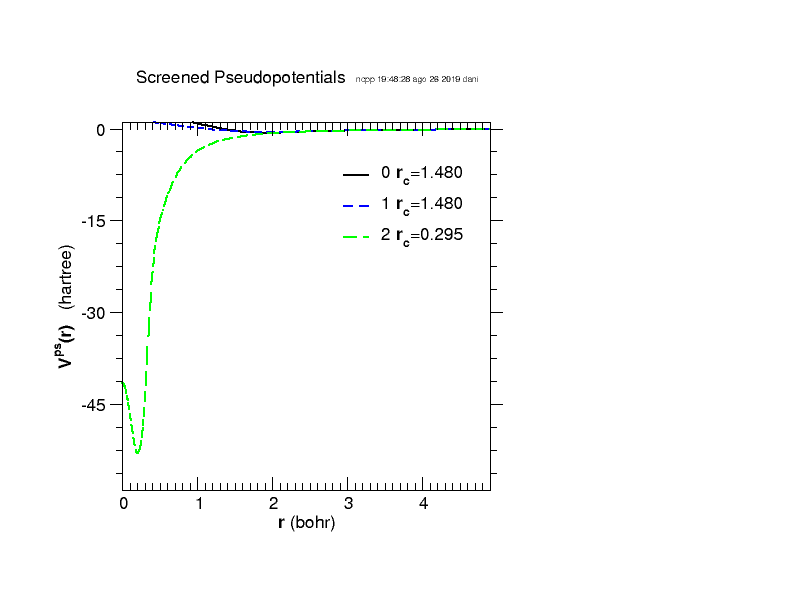 Screened Pseudopotentials ncpp 19:48:28 ago 26 2019 dani
0
-15
-30
-45
V^ps(r) (hartree)
0 r_c=1.480
1 r_c=1.480
2 r_c=0.295
0 1 2 3 4
r (bohr)